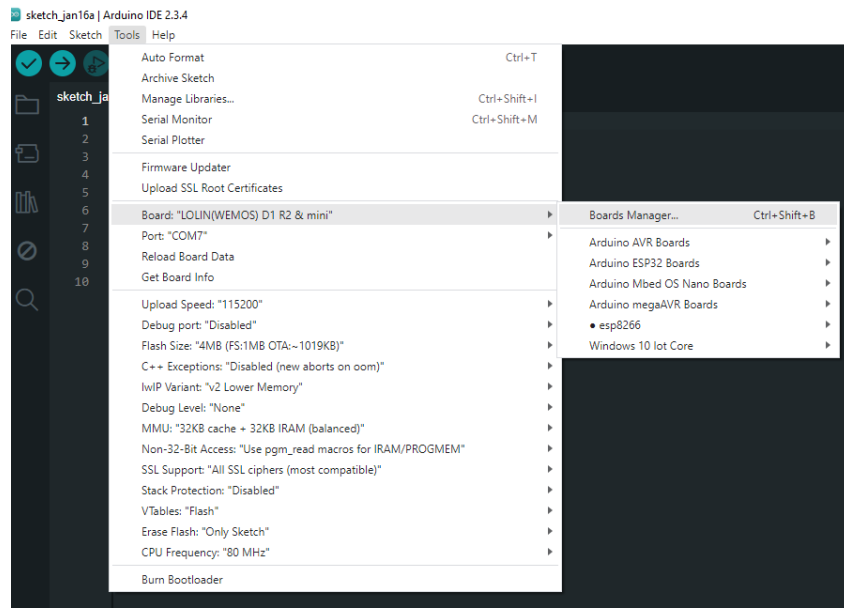 sketch_jan16a | Arduino IDE 2.3.4
File Edit Sketch Tools Help
sketch_ja
1
2
3
4
5
6
7
8
9
10
Auto Format Ctrl+T
Archive Sketch
Manage Libraries... Ctrl+Shift+I
Serial Monitor Ctrl+Shift+M
Serial Plotter
Firmware Updater
Upload SSL Root Certificates
Board: "LOLIN(WEMOS) D1 R2 & mini"
Port: "COM7"
Reload Board Data
Get Board Info
Upload Speed: "115200"
Debug port: "Disabled"
Flash Size: "4MB (FS:1MB OTA:~1019KB)"
C++ Exceptions: "Disabled (new aborts on oom)"
lwIP Variant: "v2 Lower Memory"
Debug Level: "None"
MMU: "32KB cache + 32KB IRAM (balanced)"
Non-32-Bit Access: "Use pgm_read macros for IRAM/PROGMEM"
SSL Support: "All SSL ciphers (most compatible)"
Stack Protection: "Disabled"
VTables: "Flash"
Erase Flash: "Only Sketch"
CPU Frequency: "80 MHz"
Burn Bootloader
Boards Manager... Ctrl+Shift+B
Arduino AVR Boards
Arduino ESP32 Boards
Arduino Mbed OS Nano Boards
Arduino megaAVR Boards
● esp8266
Windows 10 Iot Core